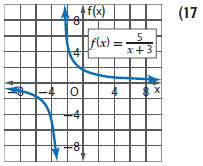 f(x)
(17
8
4
f(x) = 5/(x+3)
-8 -4 O 4 8 x
-4
-8